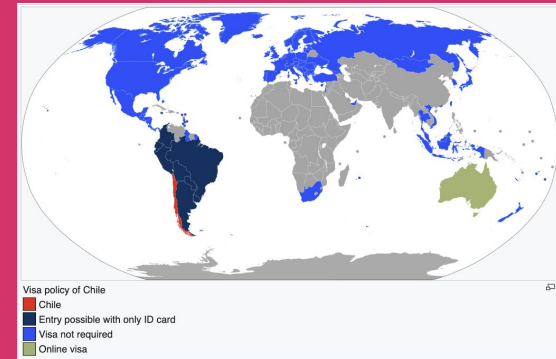 Visa policy of Chile
Chile
Entry possible with only ID card
Visa not required
Online visa